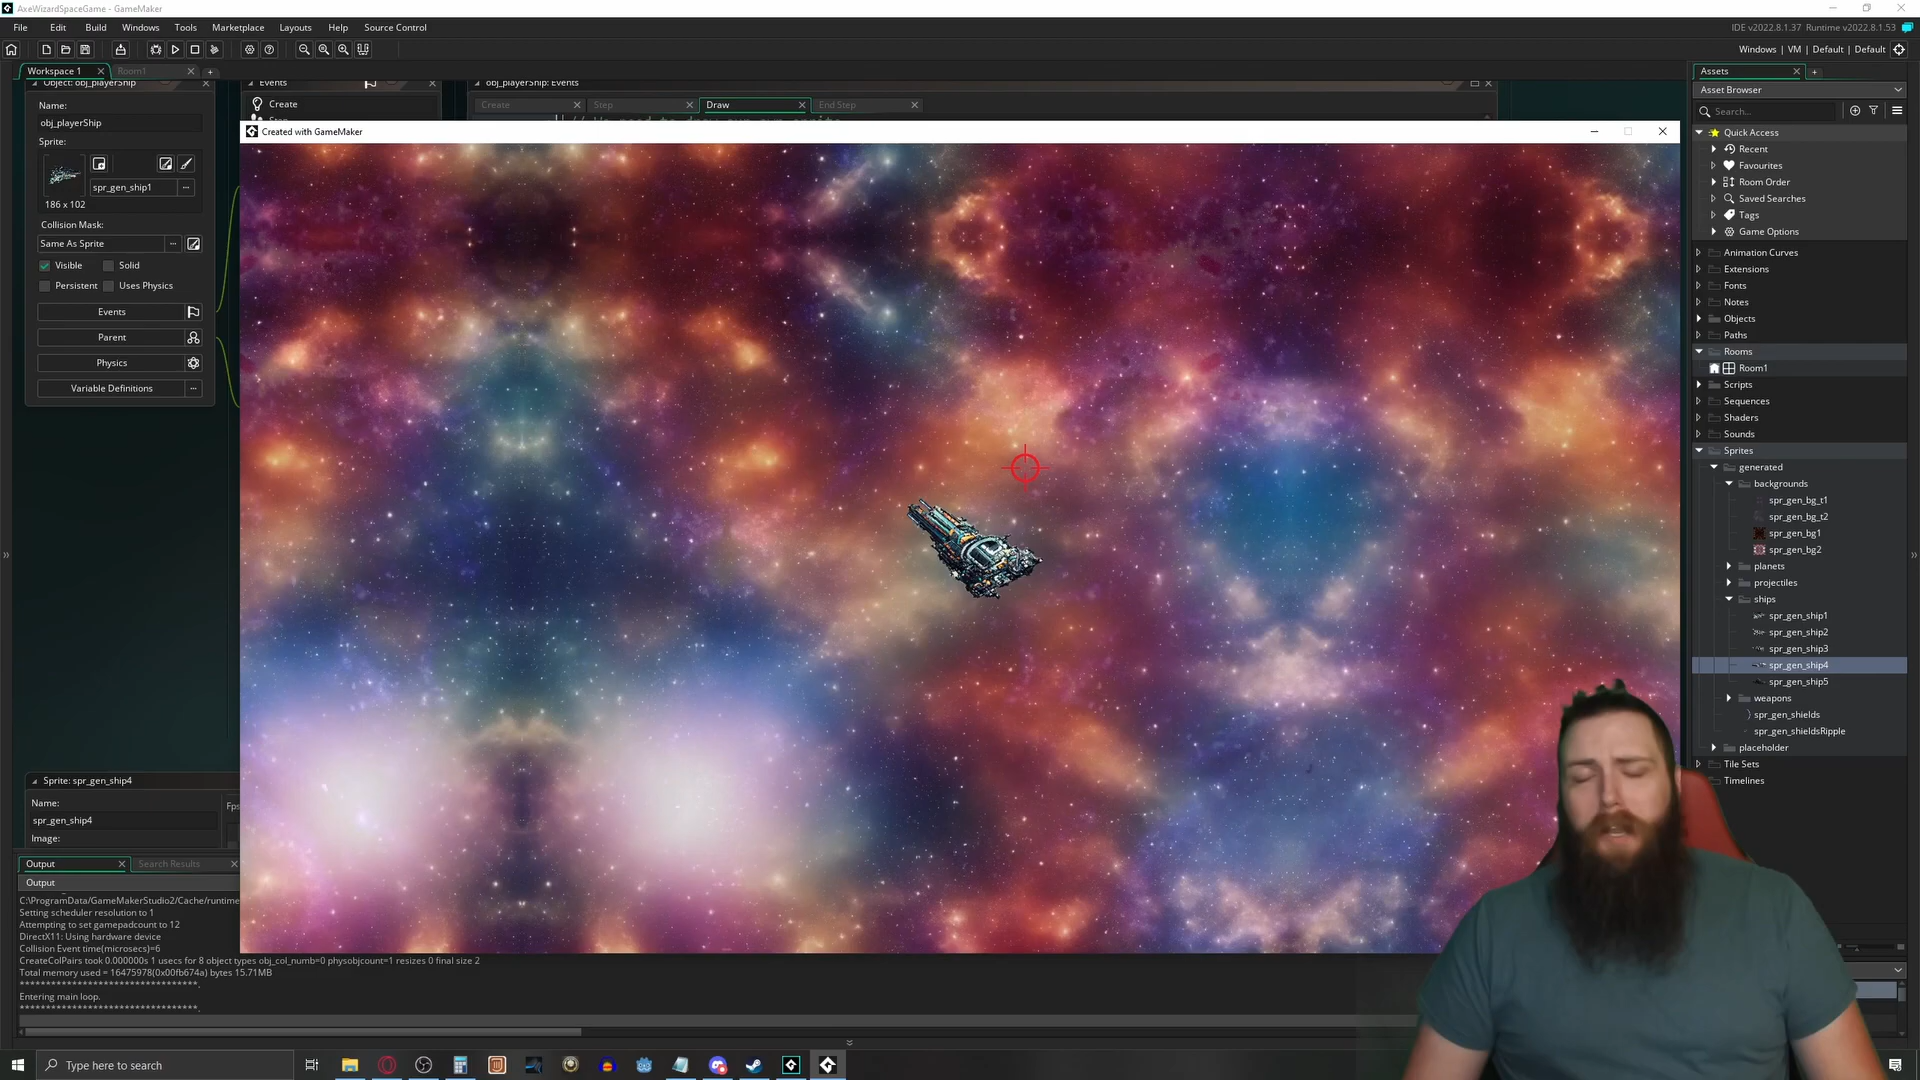 AxeWizardSpaceGame - GameMaker
File Edit Build Windows Tools Marketplace Layouts Help Source Control
IDE v2022.8.1.37 Runtime v2022.8.1.53
Windows | VM | Default | Default
Workspace 1
Room1
Object: obj_playerShip
Events
obj_playerShip: Events
Name:
obj_playerShip
Sprite:
spr_gen_ship1
186 x 102
Collision Mask:
Same As Sprite
Visible
Solid
Persistent
Uses Physics
Events
Parent
Physics
Variable Definitions
Create
Create
Step
Draw
End Step
Created with GameMaker
Sprite: spr_gen_ship4
Name:
spr_gen_ship4
Image:
Output
Search Results
Output
C:\ProgramData/GameMakerStudio2/Cache/runtime
Setting scheduler resolution to 1
Attempting to set gamepadcount to 12
DirectX11: Using hardware device
Collision Event time(microsecs)=6
CreateColPairs took 0.000000s 1 usecs for 8 object types obj_col_numb=0 physobjcount=1 resizes 0 final size 2
Total memory used = 16475978(0x00fb674a) bytes 15.71MB
**********************************.
Entering main loop.
**********************************.
Assets
Asset Browser
Search...
Quick Access
Recent
Favourites
Room Order
Saved Searches
Tags
Game Options
Animation Curves
Extensions
Fonts
Notes
Objects
Paths
Rooms
Room1
Scripts
Sequences
Shaders
Sounds
Sprites
generated
backgrounds
spr_gen_bg_t1
spr_gen_bg_t2
spr_gen_bg1
spr_gen_bg2
planets
projectiles
ships
spr_gen_ship1
spr_gen_ship2
spr_gen_ship3
spr_gen_ship4
spr_gen_ship5
weapons
spr_gen_shields
spr_gen_shieldsRipple
placeholder
Tile Sets
Timelines
Type here to search